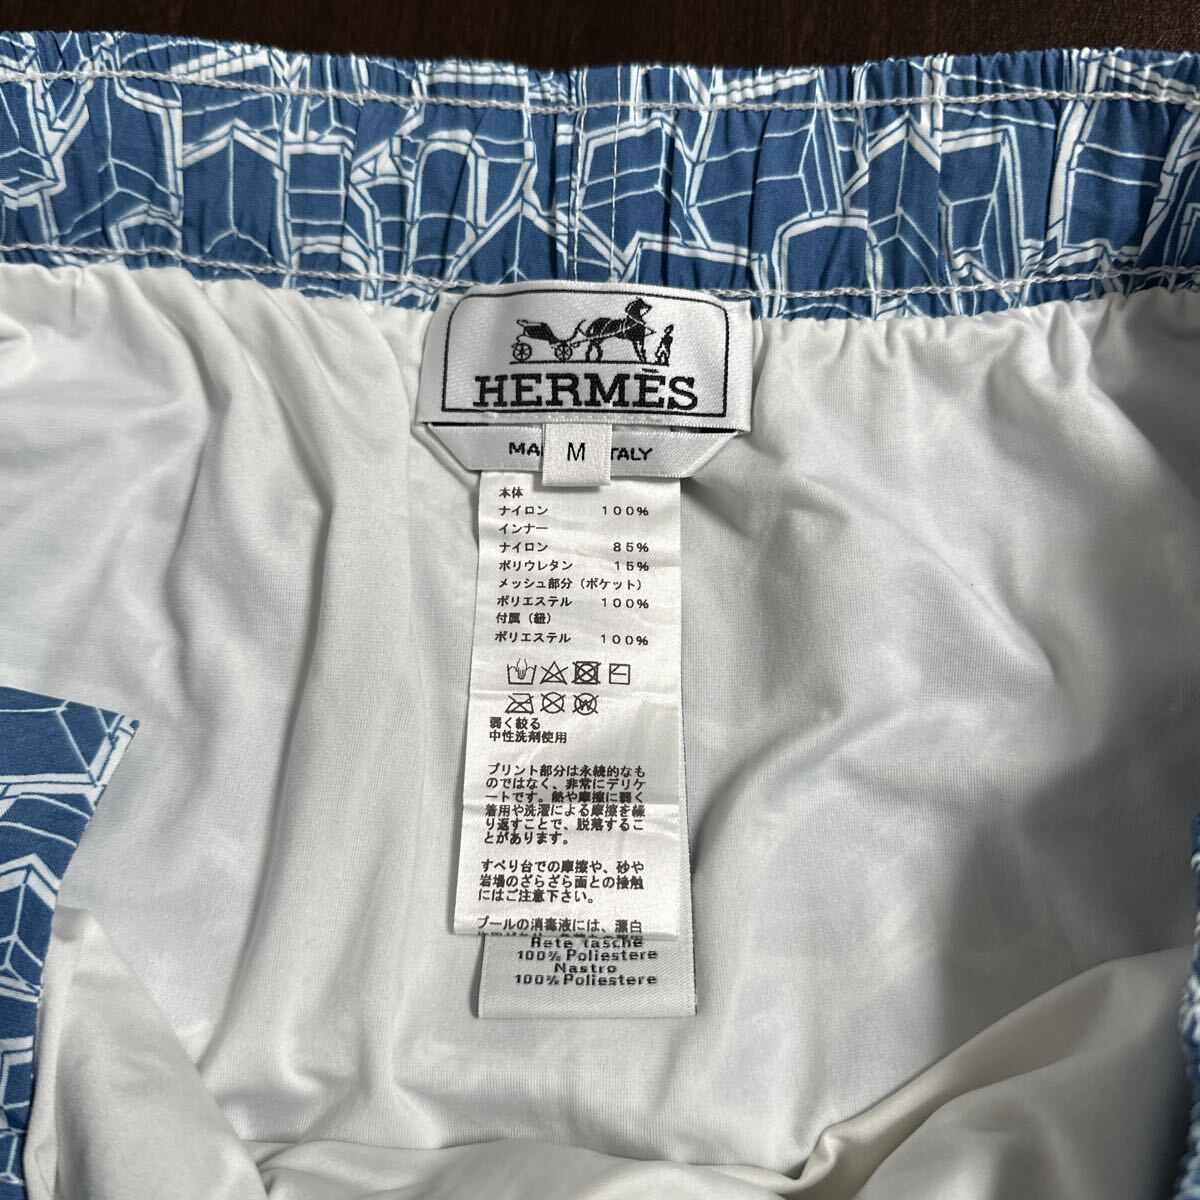 HERMÈS
MA TALY
M
本体
ナイロン 100%
インナー
ナイロン 85%
ポリウレタン 15%
メッシュ部分(ポケット)
ポリエステル 100%
付属(紐)
ポリエステル 100%
弱く絞る
中性洗剤使用
プリント部分は永続的なも
のではなく、非常にデリケ
ートです。熱や摩擦に弱く
着用や洗濯による摩擦を繰
り返すことで、脱落するこ
とがあります。
すべり台での摩擦や、砂や
岩場のざらざら面との接触
にはご注意下さい。
プールの消毒液には、漂白
Rete tasche
100% Poliestere
Nastro
100% Poliestere